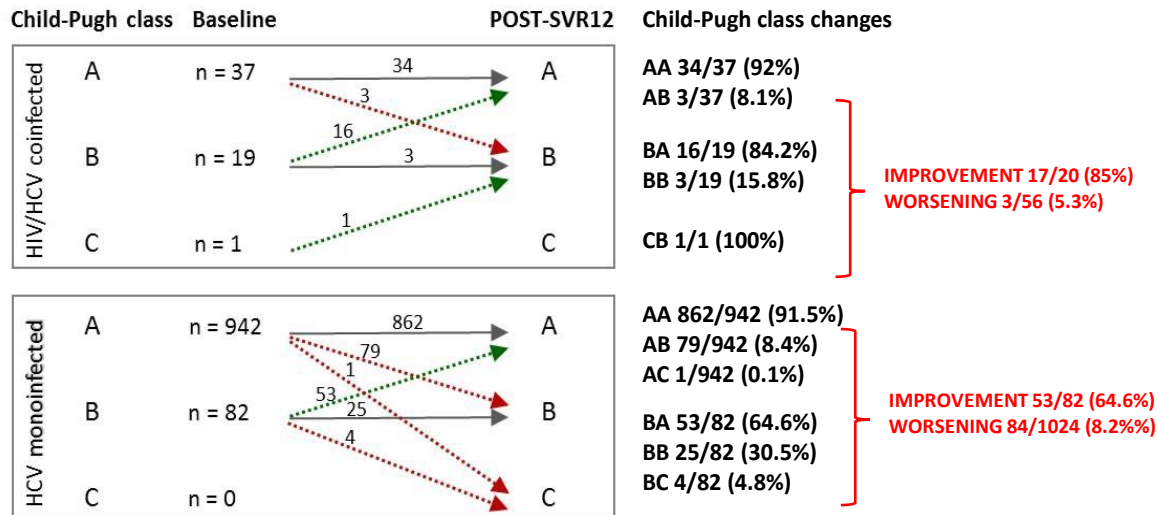 Child-Pugh class Baseline POST-SVR12 Child-Pugh class changes
HIV/HCV coinfected
A n = 37 34 A
3
16
B n = 19 3 B
1
C n = 1 C
AA 34/37 (92%)
AB 3/37 (8.1%)
BA 16/19 (84.2%)
BB 3/19 (15.8%)
CB 1/1 (100%)
IMPROVEMENT 17/20 (85%)
WORSENING 3/56 (5.3%)
HCV monoinfected
A n = 942 862 A
79
1
53
B n = 82 25 B
4
C n = 0 C
AA 862/942 (91.5%)
AB 79/942 (8.4%)
AC 1/942 (0.1%)
BA 53/82 (64.6%)
BB 25/82 (30.5%)
BC 4/82 (4.8%)
IMPROVEMENT 53/82 (64.6%)
WORSENING 84/1024 (8.2%%)